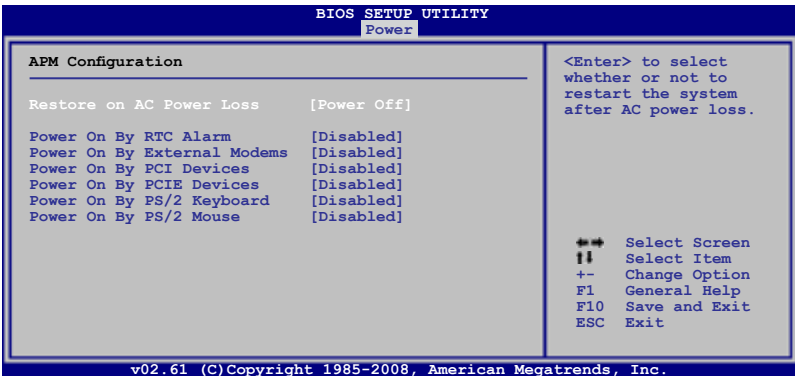 BIOS SETUP UTILITY
Power
APM Configuration
Restore on AC Power Loss [Power Off]
Power On By RTC Alarm [Disabled]
Power On By External Modems [Disabled]
Power On By PCI Devices [Disabled]
Power On By PCIE Devices [Disabled]
Power On By PS/2 Keyboard [Disabled]
Power On By PS/2 Mouse [Disabled]
<Enter> to select
whether or not to
restart the system
after AC power loss.
←→ Select Screen
↑↓ Select Item
+- Change Option
F1 General Help
F10 Save and Exit
ESC Exit
v02.61 (C)Copyright 1985-2008, American Megatrends, Inc.